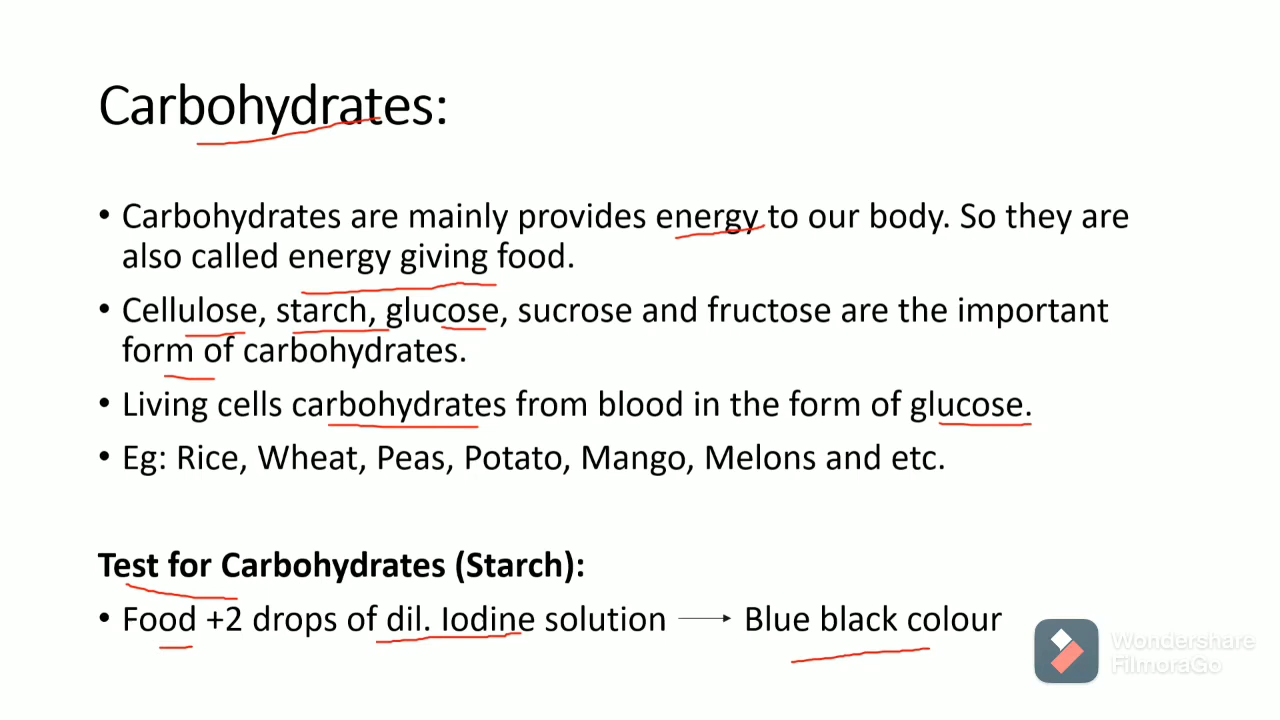 Carbohydrates:
• Carbohydrates are mainly provides energy to our body. So they are
also called energy giving food.
• Cellulose, starch, glucose, sucrose and fructose are the important
form of carbohydrates.
• Living cells carbohydrates from blood in the form of glucose.
• Eg: Rice, Wheat, Peas, Potato, Mango, Melons and etc.
Test for Carbohydrates (Starch):
• Food +2 drops of dil. Iodine solution → Blue black colour
Wondershare
FilmoraGo